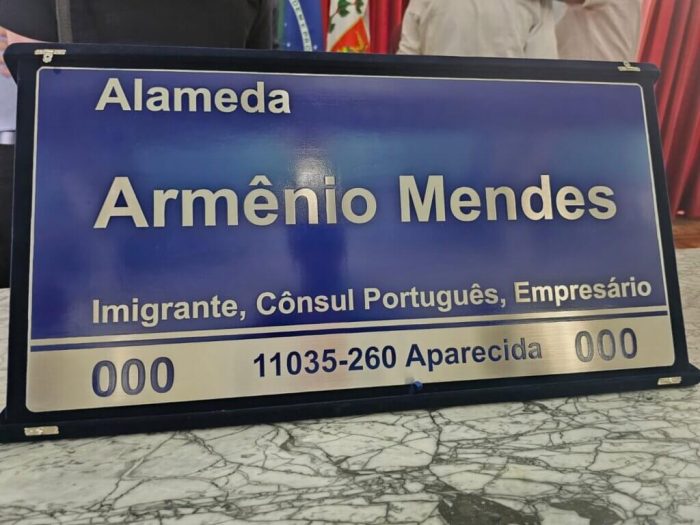 Alameda
Armênio Mendes
Imigrante, Cônsul Português, Empresário
000 11035-260 Aparecida 000